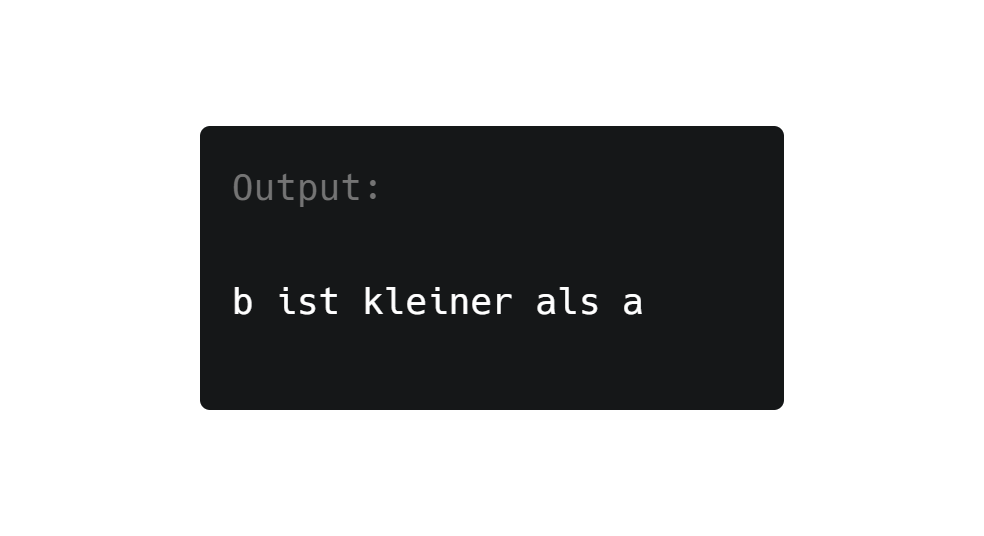 Output:
b ist kleiner als a